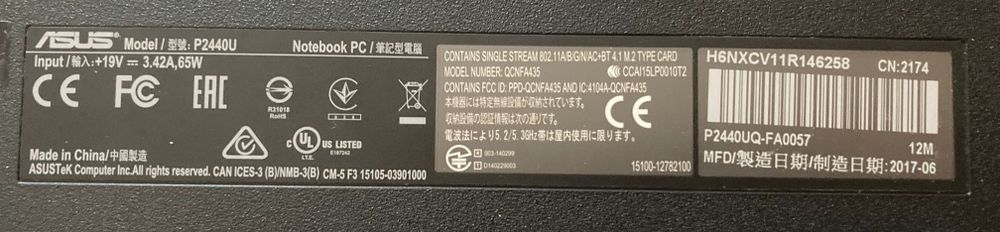 ASUS Model / 型號: P2440U Notebook PC / 筆記型電腦
Input / 輸入:+19V ⎓ 3.42A,65W
CE FC EAC
R31018
RoHS
c UL US LISTED
I.T.E. E187242
Made in China/中國製造
ASUSTeK Computer Inc.All rights reserved. CAN ICES-3 (B)/NMB-3(B) CM-5 F3 15105-03901000
CONTAINS SINGLE STREAM 802.11A/B/G/N/AC+BT 4.1 M.2 TYPE CARD
MODEL NUMBER: QCNFA435 CCAI15LP0010T2
CONTAINS FCC ID: PPD-QCNFA435 AND IC:4104A-QCNFA435
本機器には特定無線設備が収納されています。
収納設備の認証情報は次の通りです。
電波法により5.2/5.3GHz帯は屋内使用に限ります。
CE
R 003-140299
T D140229003
15100-12782100
H6NXCV11R146258 CN:2174
P2440UQ-FA0057 12M
MFD/製造日期/制造日期:2017-06